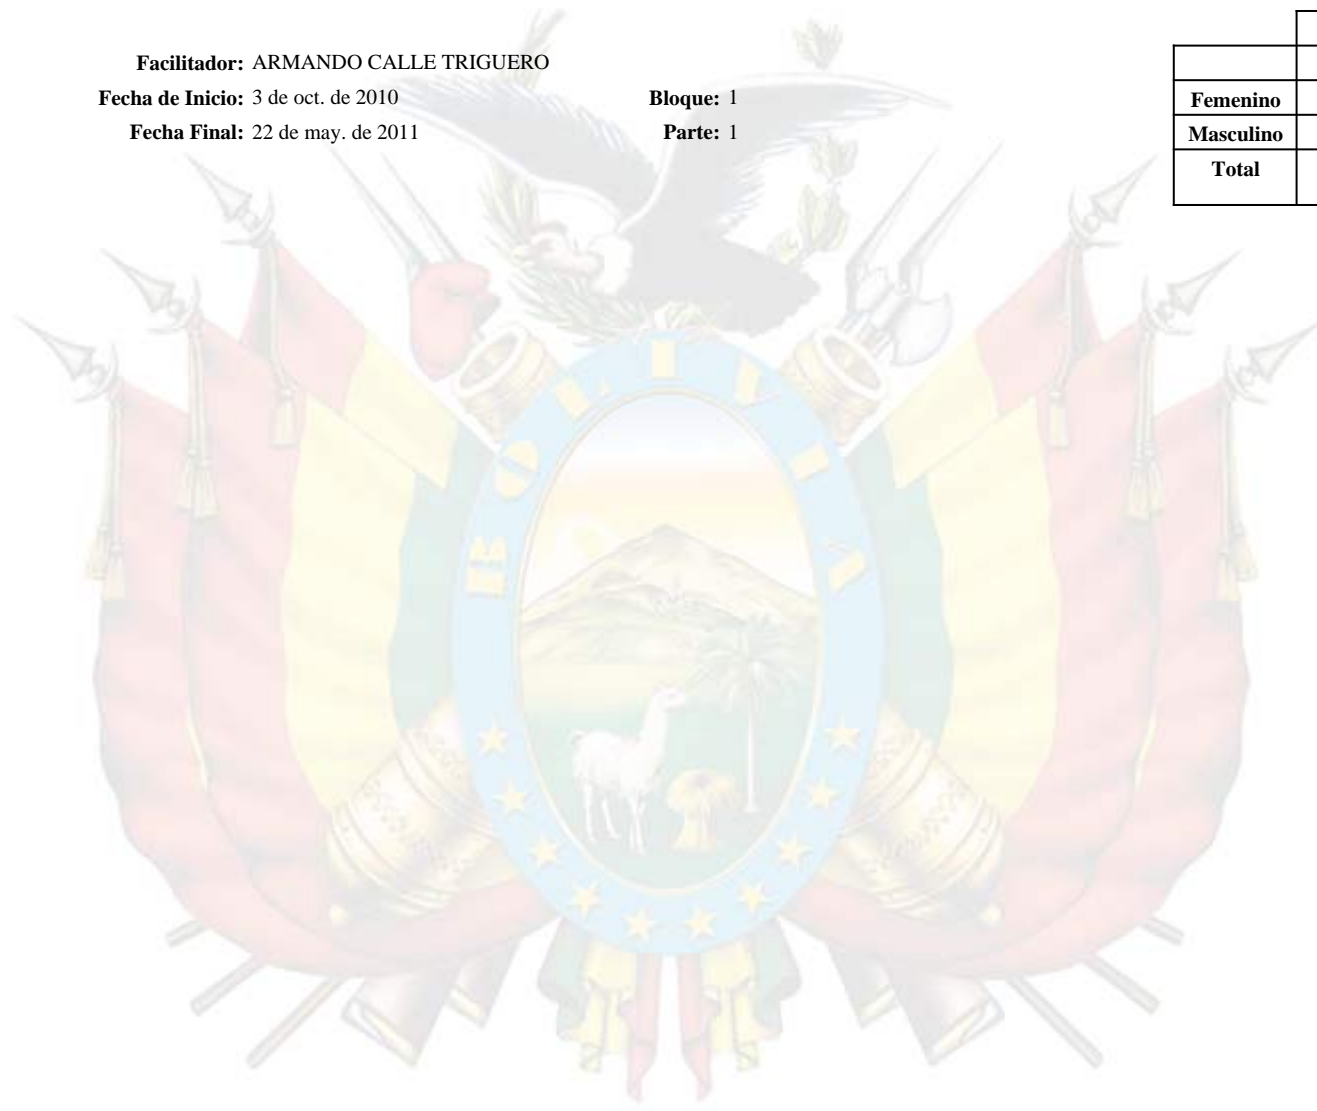 Facilitador: ARMANDO CALLE TRIGUERO
Fecha de Inicio: 3 de oct. de 2010 Bloque: 1
Fecha Final: 22 de may. de 2011 Parte: 1
Femenino
Masculino
Total
BOLIVIA